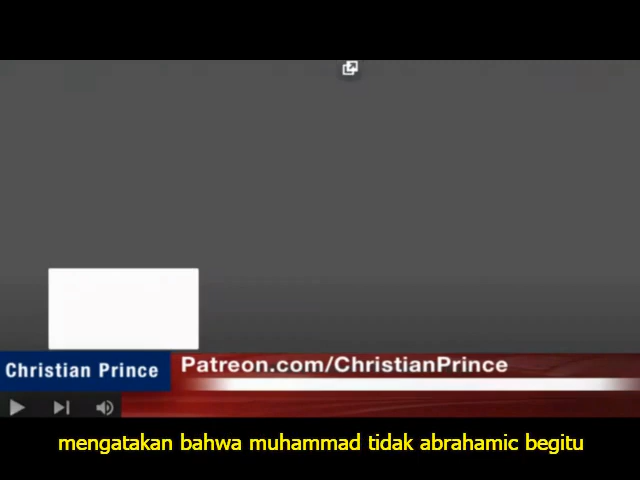 Patreon.com/ChristianPrince
Christian Prince
mengatakan bahwa muhammad tidak abrahamic begitu